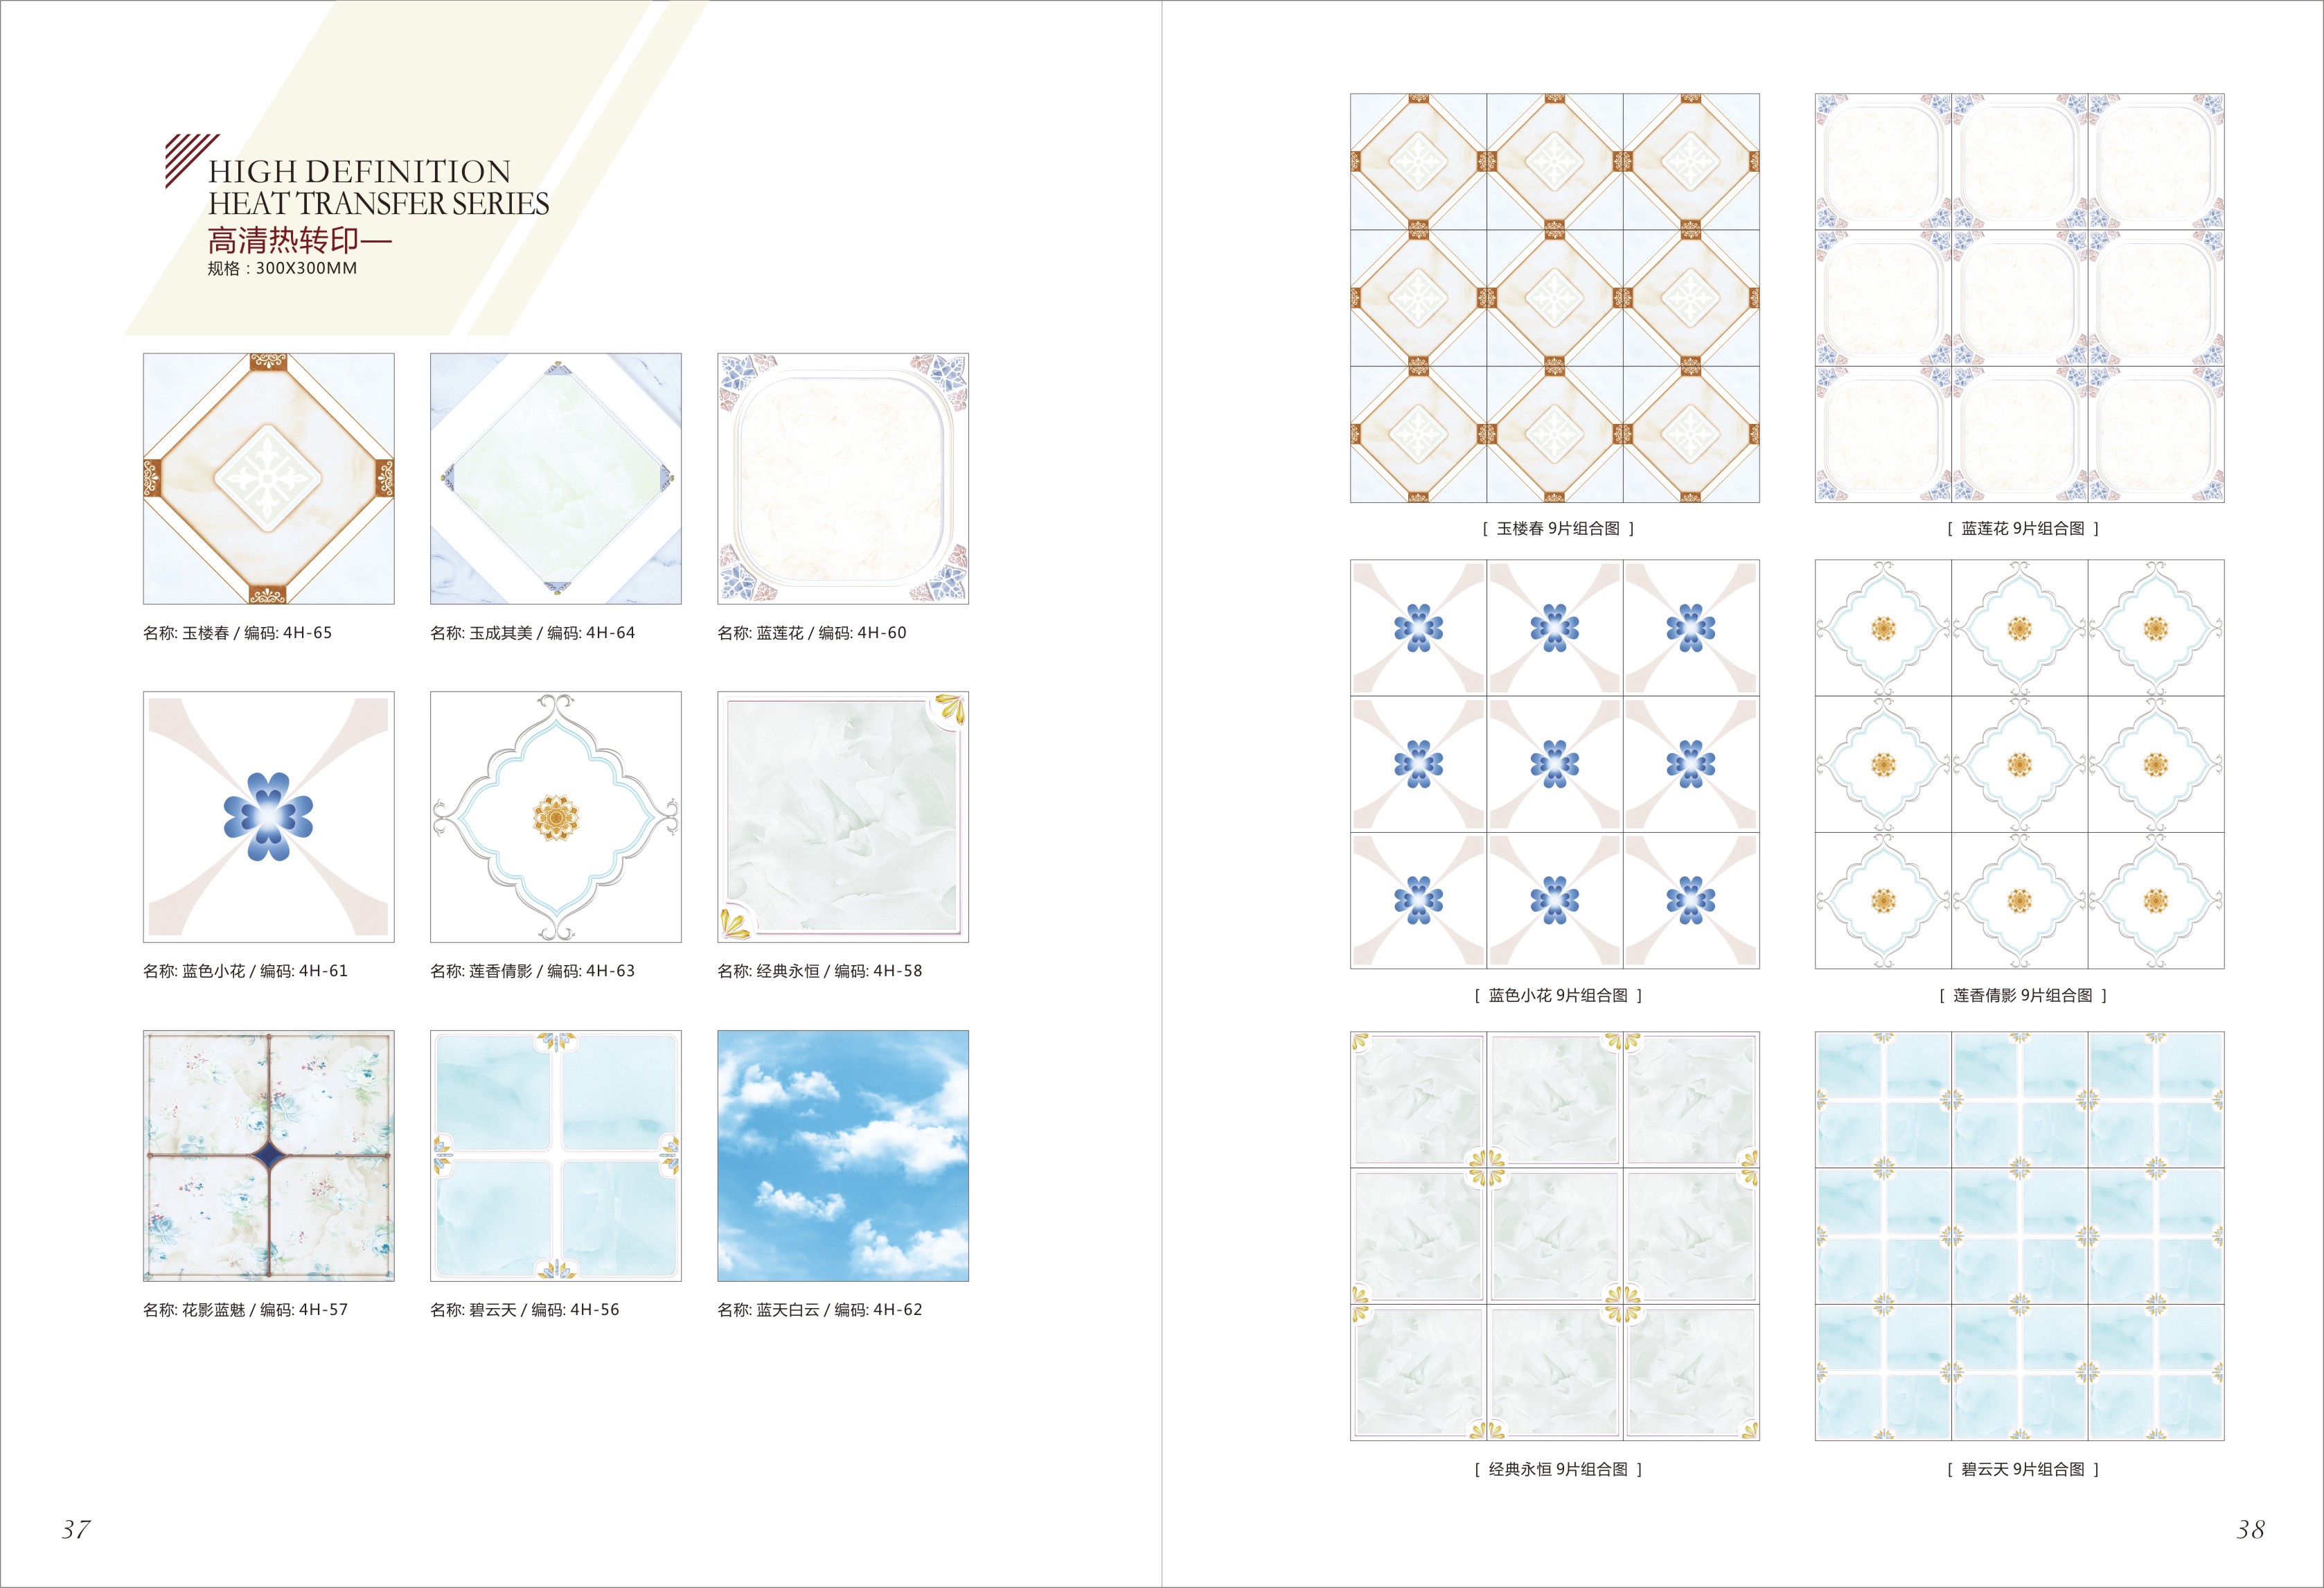 HIGH DEFINITION
HEAT TRANSFER SERIES
高清热转印—
规格：300X300MM
名称: 玉楼春 / 编码: 4H-65
名称: 玉成其美 / 编码: 4H-64
名称: 蓝莲花 / 编码: 4H-60
名称: 蓝色小花 / 编码: 4H-61
名称: 莲香倩影 / 编码: 4H-63
名称: 经典永恒 / 编码: 4H-58
名称: 花影蓝魅 / 编码: 4H-57
名称: 碧云天 / 编码: 4H-56
名称: 蓝天白云 / 编码: 4H-62
37
[ 玉楼春 9片组合图 ]
[ 蓝莲花 9片组合图 ]
[ 蓝色小花 9片组合图 ]
[ 莲香倩影 9片组合图 ]
[ 经典永恒 9片组合图 ]
[ 碧云天 9片组合图 ]
38